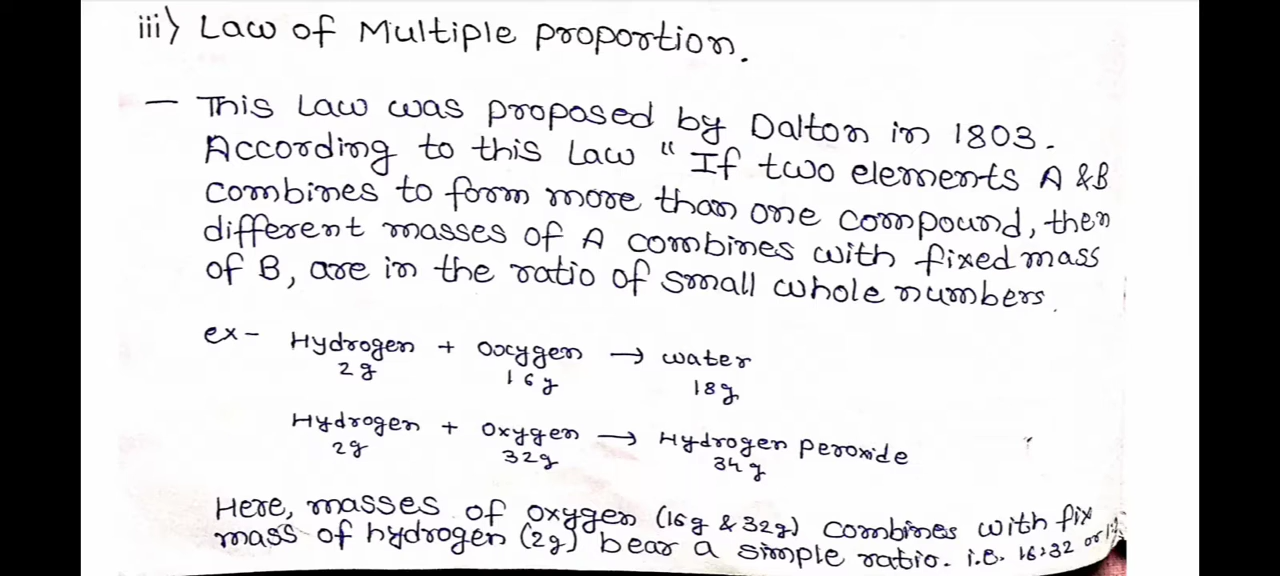 iii) Law of Multiple proportion.
— This Law was proposed by Dalton in 1803.
According to this Law " If two elements A & B
combines to form more than one compound, then
different masses of A combines with fixed mass
of B, are in the ratio of small whole numbers.
ex- Hydrogen + Oxygen → water
2g 16g 18g
Hydrogen + Oxygen → Hydrogen Peroxide
2g 32g 34g
Here, masses of oxygen (16g & 32g) combines with fix
mass of hydrogen (2g) bear a simple ratio. i.e. 16:32 or